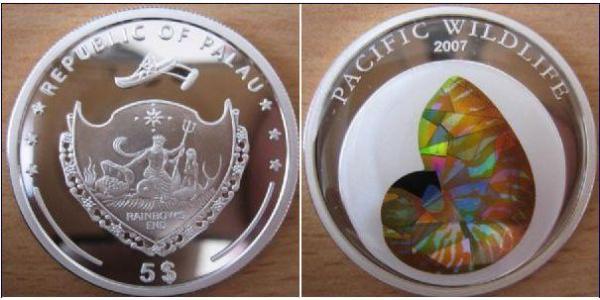 REPUBLIC OF PALAU
RAINBOWS
END
5$
PACIFIC WILDLIFE
2007